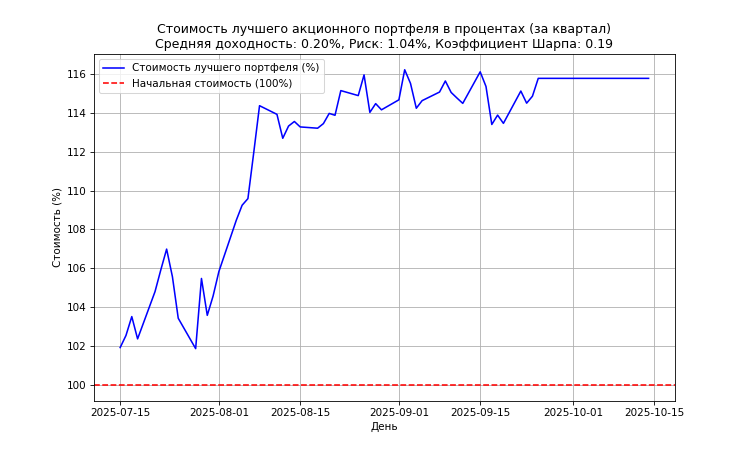 Стоимость лучшего акционного портфеля в процентах (за квартал)
Средняя доходность: 0.20%, Риск: 1.04%, Коэффициент Шарпа: 0.19
Стоимость лучшего портфеля (%)
Начальная стоимость (100%)
Стоимость (%)
116
114
112
110
108
106
104
102
100
2025-07-15
2025-08-01
2025-08-15
2025-09-01
2025-09-15
2025-10-01
2025-10-15
День